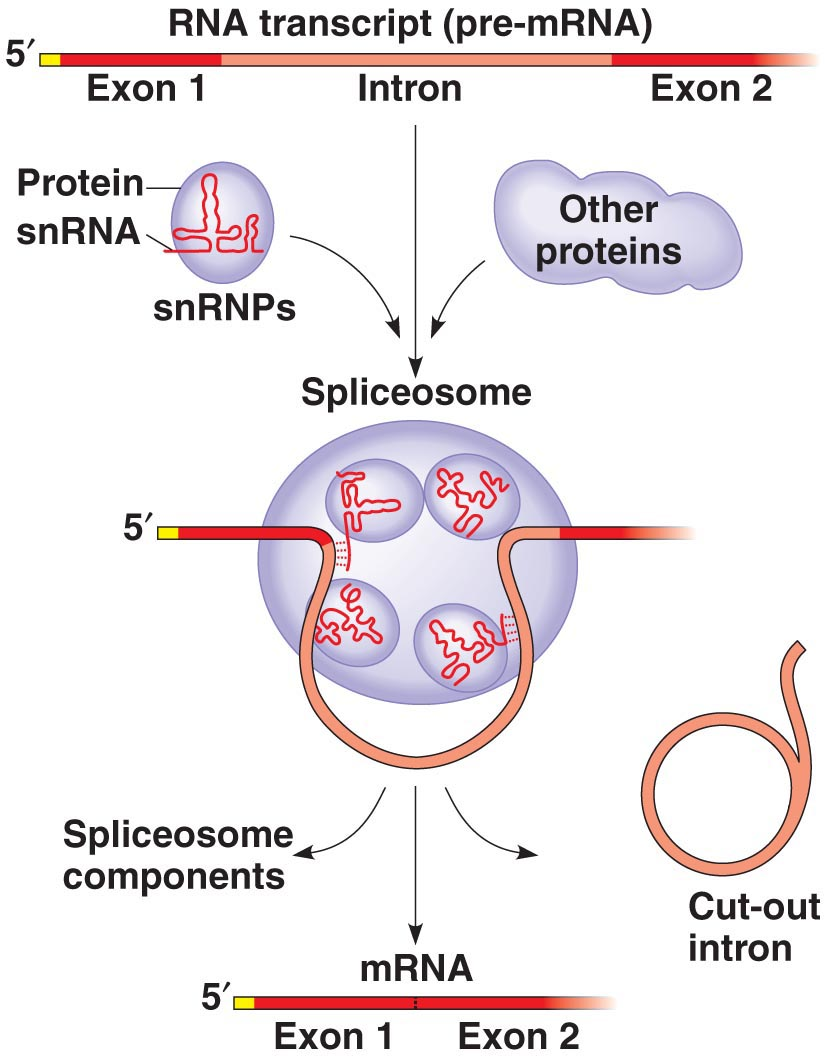 RNA transcript (pre-mRNA)
5′
Exon 1
Intron
Exon 2
Protein
snRNA
snRNPs
Other
proteins
Spliceosome
5′
Spliceosome
components
Cut-out
intron
mRNA
5′
Exon 1
Exon 2